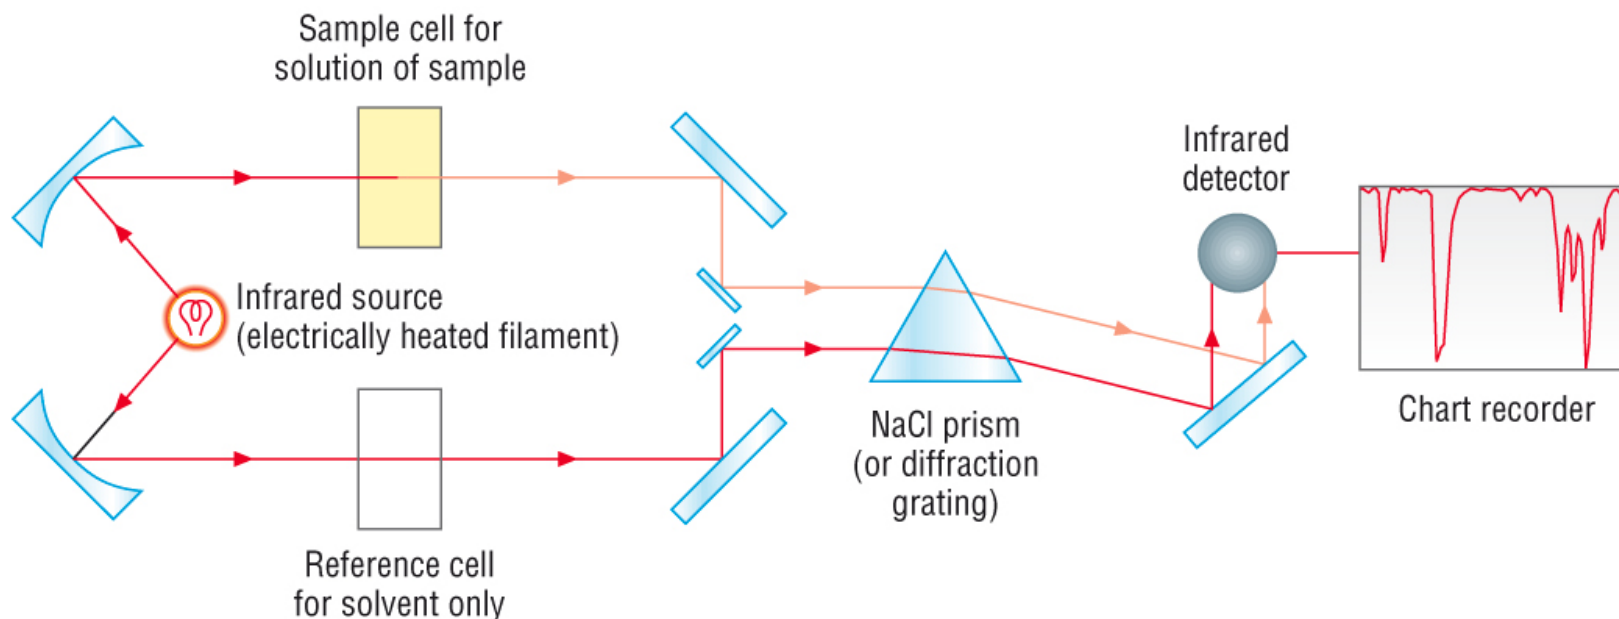 Sample cell for
solution of sample
Infrared source
(electrically heated filament)
Reference cell
for solvent only
NaCl prism
(or diffraction
grating)
Infrared
detector
Chart recorder